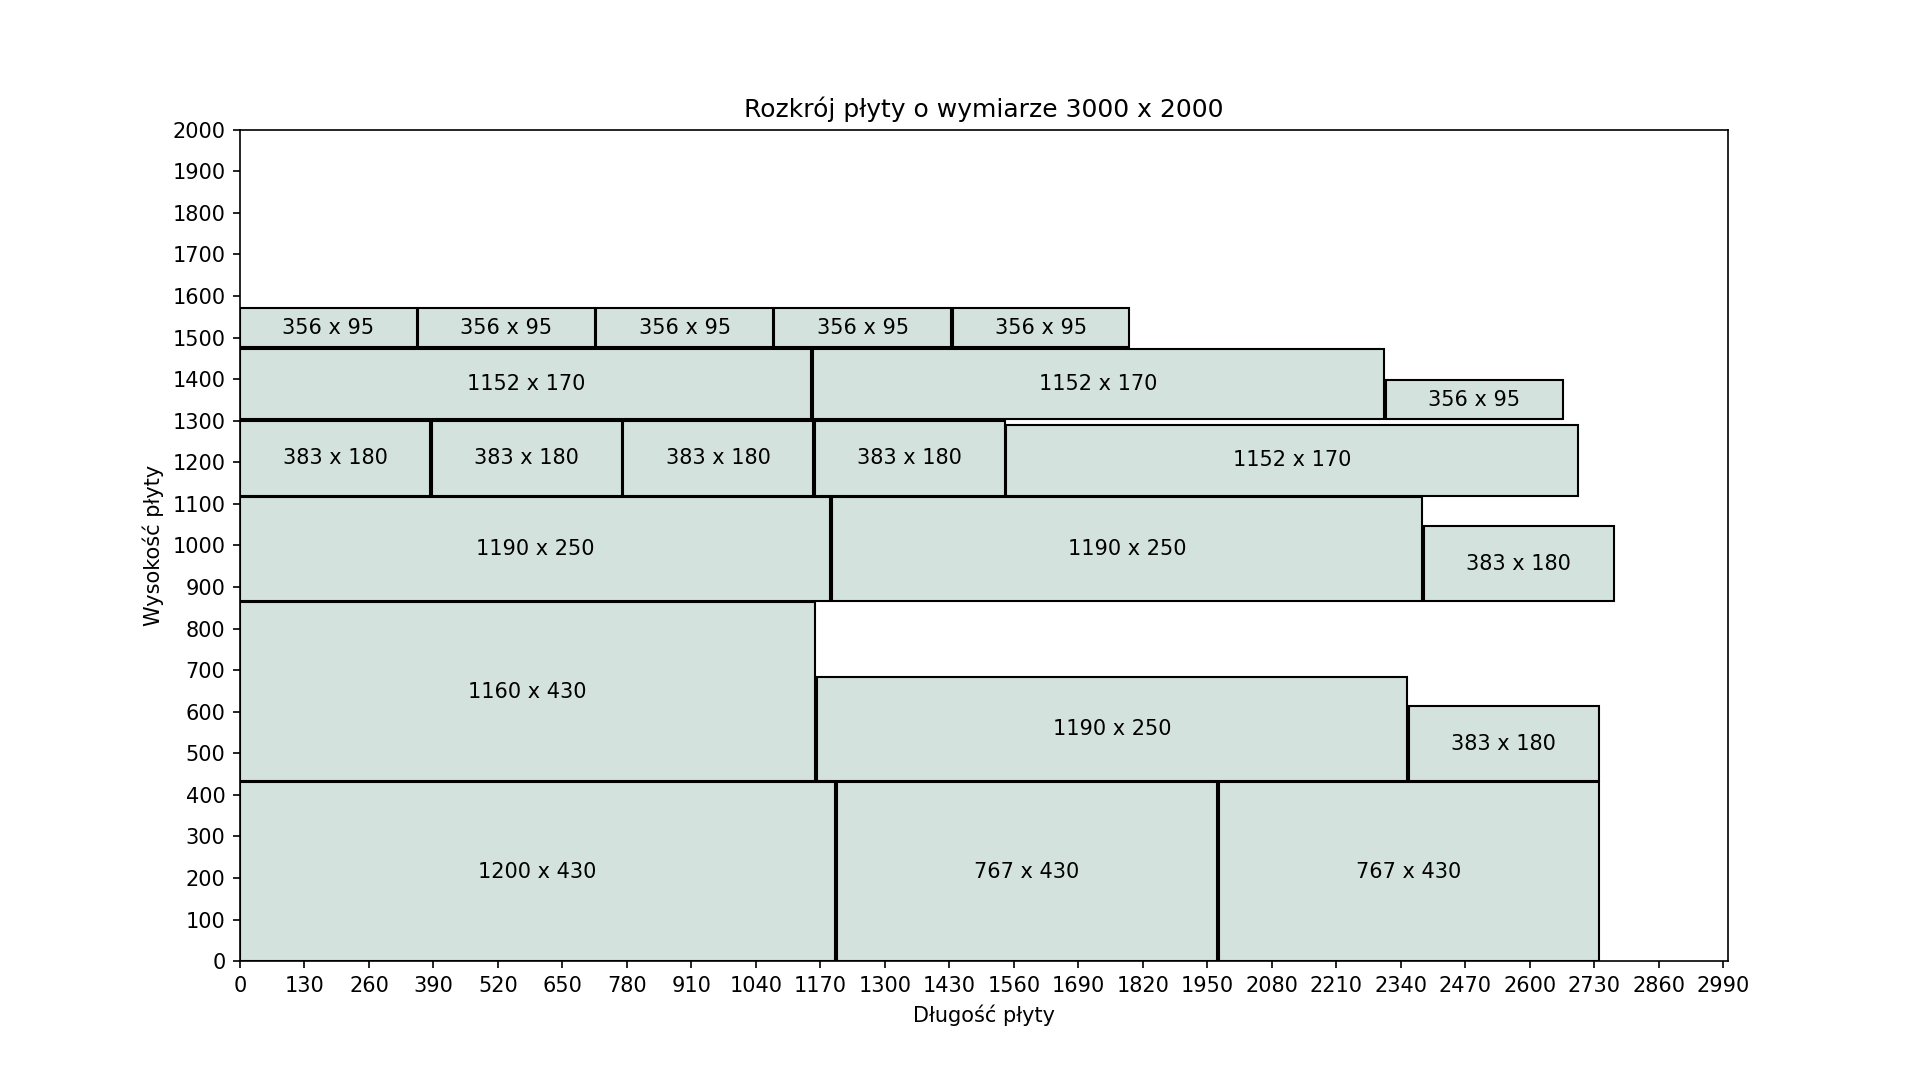 Rozkrój płyty o wymiarze 3000 x 2000
2000
1900
1800
1700
1600
1500
1400
1300
1200
1100
1000
900
800
700
600
500
400
300
200
100
0
Wysokość płyty
356 x 95 356 x 95 356 x 95 356 x 95 356 x 95
1152 x 170 1152 x 170 356 x 95
383 x 180 383 x 180 383 x 180 383 x 180 1152 x 170
1190 x 250 1190 x 250 383 x 180
1160 x 430 1190 x 250 383 x 180
1200 x 430 767 x 430 767 x 430
0 130 260 390 520 650 780 910 1040 1170 1300 1430 1560 1690 1820 1950 2080 2210 2340 2470 2600 2730 2860 2990
Długość płyty